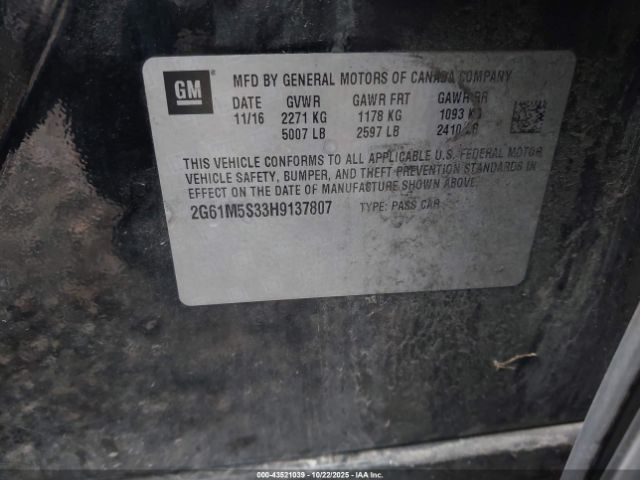 GM
MFD BY GENERAL MOTORS OF CANADA COMPANY
DATE GVWR GAWR FRT GAWR RR
11/16 2271 KG 1178 KG 1093 KG
5007 LB 2597 LB 2410 LB
THIS VEHICLE CONFORMS TO ALL APPLICABLE U.S. FEDERAL MOTOR
VEHICLE SAFETY, BUMPER, AND THEFT PREVENTION STANDARDS IN
EFFECT ON THE DATE OF MANUFACTURE SHOWN ABOVE.
2G61M5S33H9137807 TYPE: PASS CAR
© IAA - 43521039 - 10/22/2025 - IAAI.COM